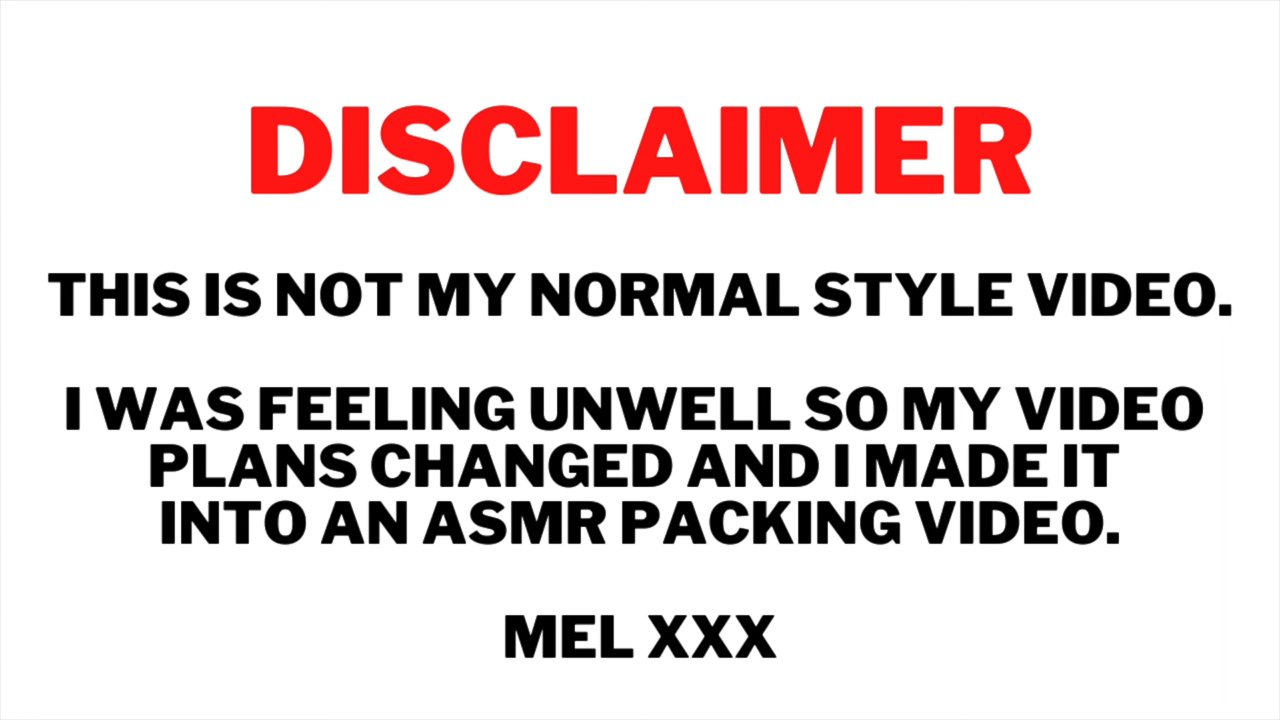 DISCLAIMER
THIS IS NOT MY NORMAL STYLE VIDEO.
I WAS FEELING UNWELL SO MY VIDEO
PLANS CHANGED AND I MADE IT
INTO AN ASMR PACKING VIDEO.
MEL XXX